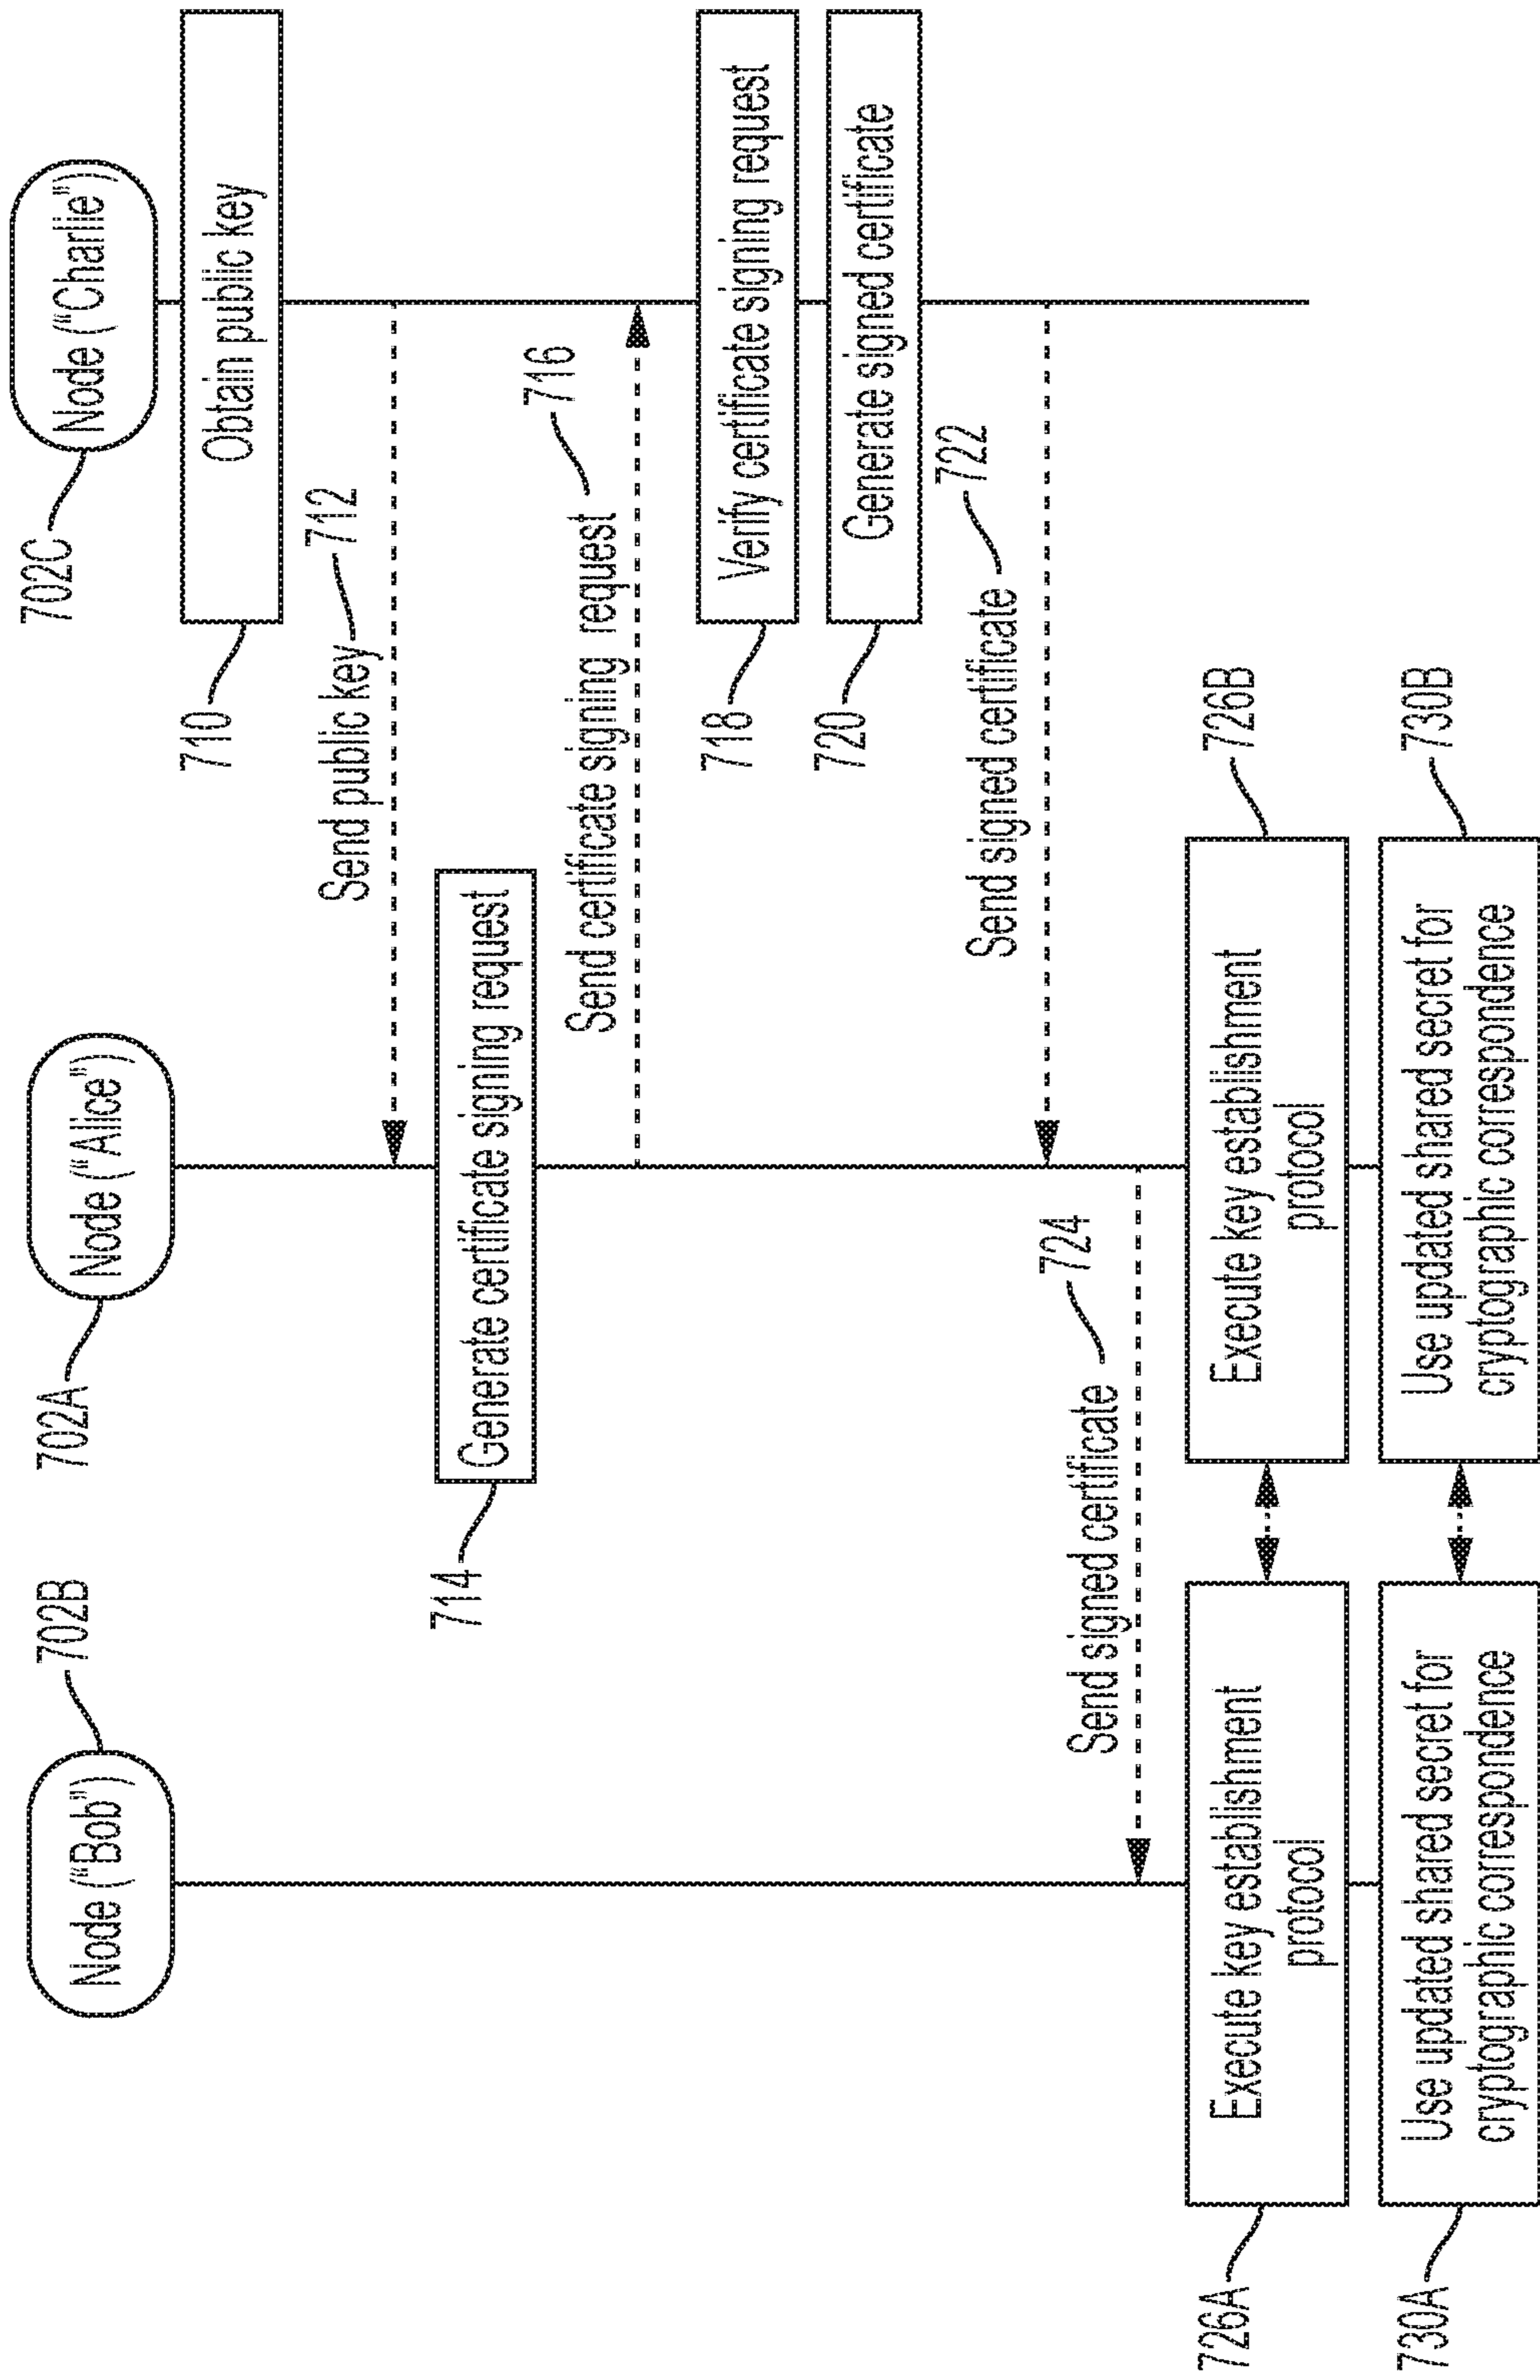 702B
702A
702C
Node (“Bob”)
Node (“Alice”)
Node (“Charlie”)
710
Obtain public key
712
Send public key
714
Generate certificate signing request
716
Send certificate signing request
718
Verify certificate signing request
720
Generate signed certificate
722
Send signed certificate
724
Send signed certificate
726A
Execute key establishment
protocol
726B
Execute key establishment
protocol
730A
Use updated shared secret for
cryptographic correspondence
730B
Use updated shared secret for
cryptographic correspondence